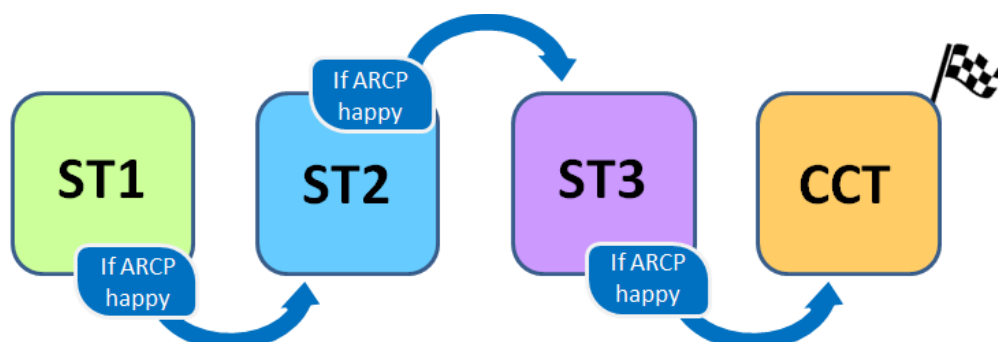 ST1
If ARCP
happy
ST2
If ARCP
happy
ST3
If ARCP
happy
CCT